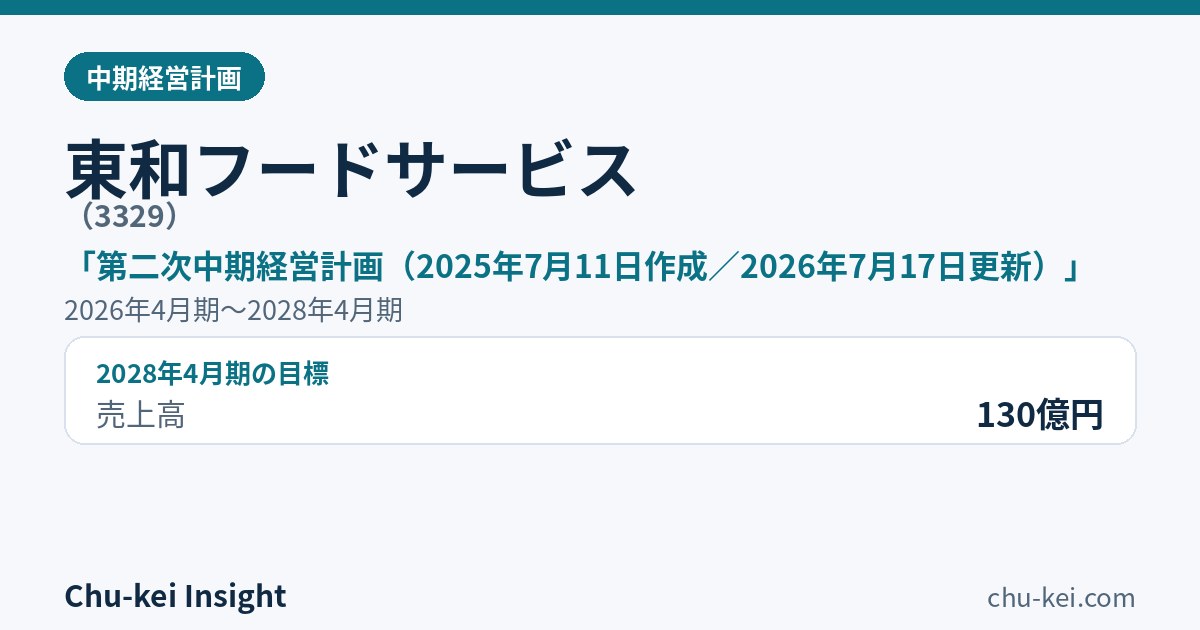 中期経営計画
東和フードサービス
（3329）
「第二次中期経営計画（2025年7月11日作成／2026年7月17日更新）」
2026年4月期～2028年4月期
2028年4月期の目標
売上高 130億円
Chu-kei Insight chu-kei.com